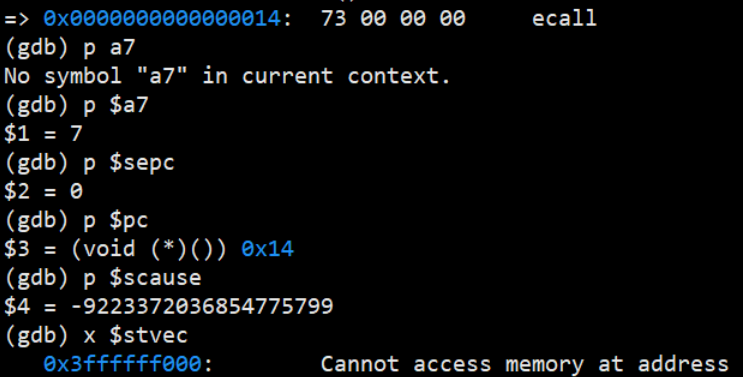 => 0x0000000000000014: 73 00 00 00 ecall
(gdb) p a7
No symbol "a7" in current context.
(gdb) p $a7
$1 = 7
(gdb) p $sepc
$2 = 0
(gdb) p $pc
$3 = (void (*)()) 0x14
(gdb) p $scause
$4 = -9223372036854775799
(gdb) x $stvec
0x3ffffff000: Cannot access memory at address